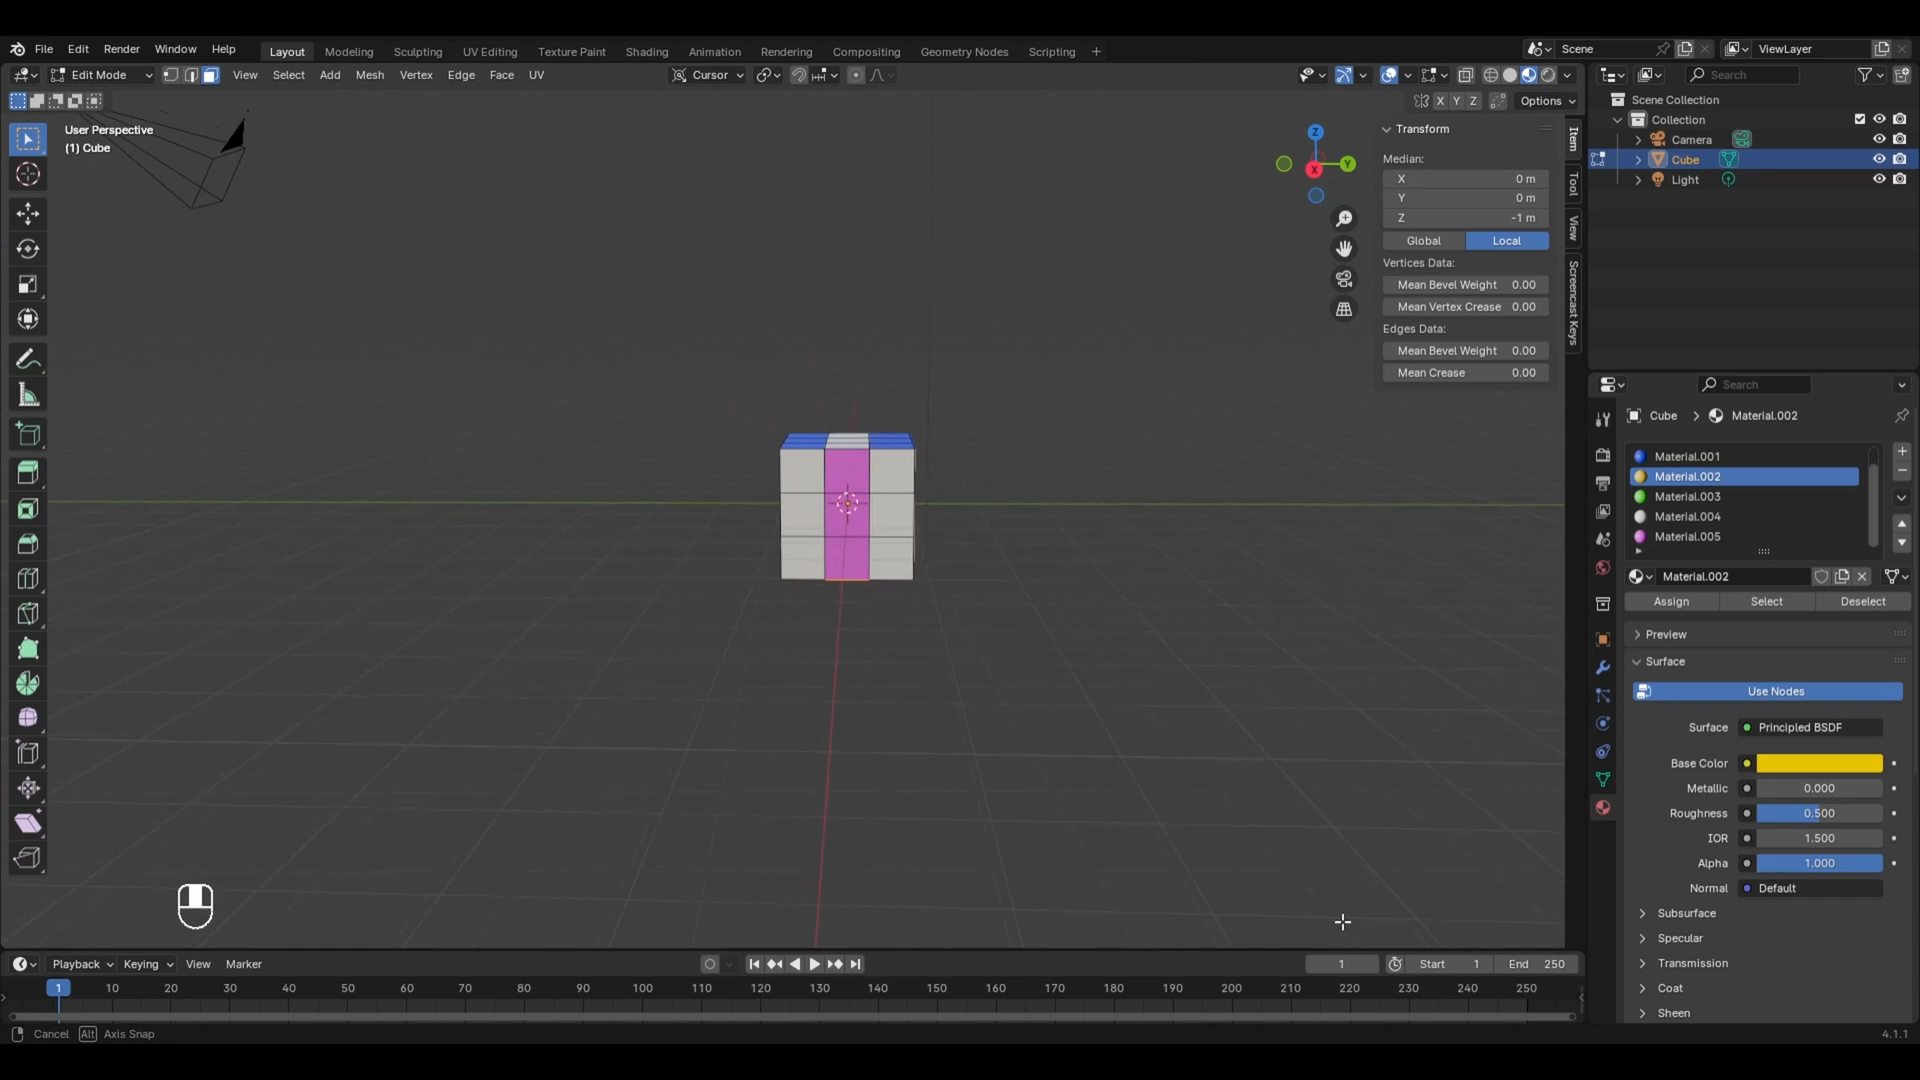 File Edit Render Window Help Layout Modeling Sculpting UV Editing Texture Paint Shading Animation Rendering Compositing Geometry Nodes Scripting + Scene ViewLayer
Edit Mode View Select Add Mesh Vertex Edge Face UV Cursor Search
X Y Z Options
User Perspective
(1) Cube
Z
Y
X
Transform
Median:
X 0 m
Y 0 m
Z -1 m
Global Local
Vertices Data:
Mean Bevel Weight 0.00
Mean Vertex Crease 0.00
Edges Data:
Mean Bevel Weight 0.00
Mean Crease 0.00
Item
Tool
View
Screencast Keys
Scene Collection
Collection
Camera
Cube
Light
Search
Cube > Material.002
Material.001
Material.002
Material.003
Material.004
Material.005
Material.002
Assign Select Deselect
Preview
Surface
Use Nodes
Surface Principled BSDF
Base Color
Metallic 0.000
Roughness 0.500
IOR 1.500
Alpha 1.000
Normal Default
Subsurface
Specular
Transmission
Coat
Sheen
Playback Keying View Marker 1 Start 1 End 250
1 10 20 30 40 50 60 70 80 90 100 110 120 130 140 150 160 170 180 190 200 210 220 230 240 250
Cancel Alt Axis Snap 4.1.1